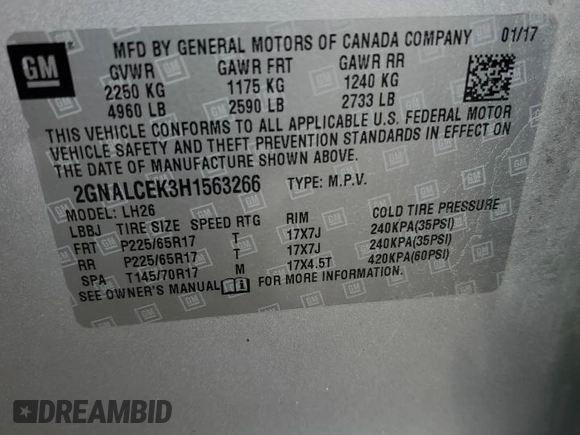 GM MFD BY GENERAL MOTORS OF CANADA COMPANY 01/17
GVWR GAWR FRT GAWR RR
2250 KG 1175 KG 1240 KG
4960 LB 2590 LB 2733 LB
THIS VEHICLE CONFORMS TO ALL APPLICABLE U.S. FEDERAL MOTOR
VEHICLE SAFETY AND THEFT PREVENTION STANDARDS IN EFFECT ON
THE DATE OF MANUFACTURE SHOWN ABOVE.
2GNALCEK3H1563266 TYPE: M.P.V.
MODEL: LH26
LBBJ TIRE SIZE SPEED RTG RIM COLD TIRE PRESSURE
FRT P225/65R17 T 17X7J 240KPA(35PSI)
RR P225/65R17 T 17X7J 240KPA(35PSI)
SPA T145/70R17 M 17X4.5T 420KPA(60PSI)
SEE OWNER'S MANUAL FOR MORE INFORMATION.
DREAMBID